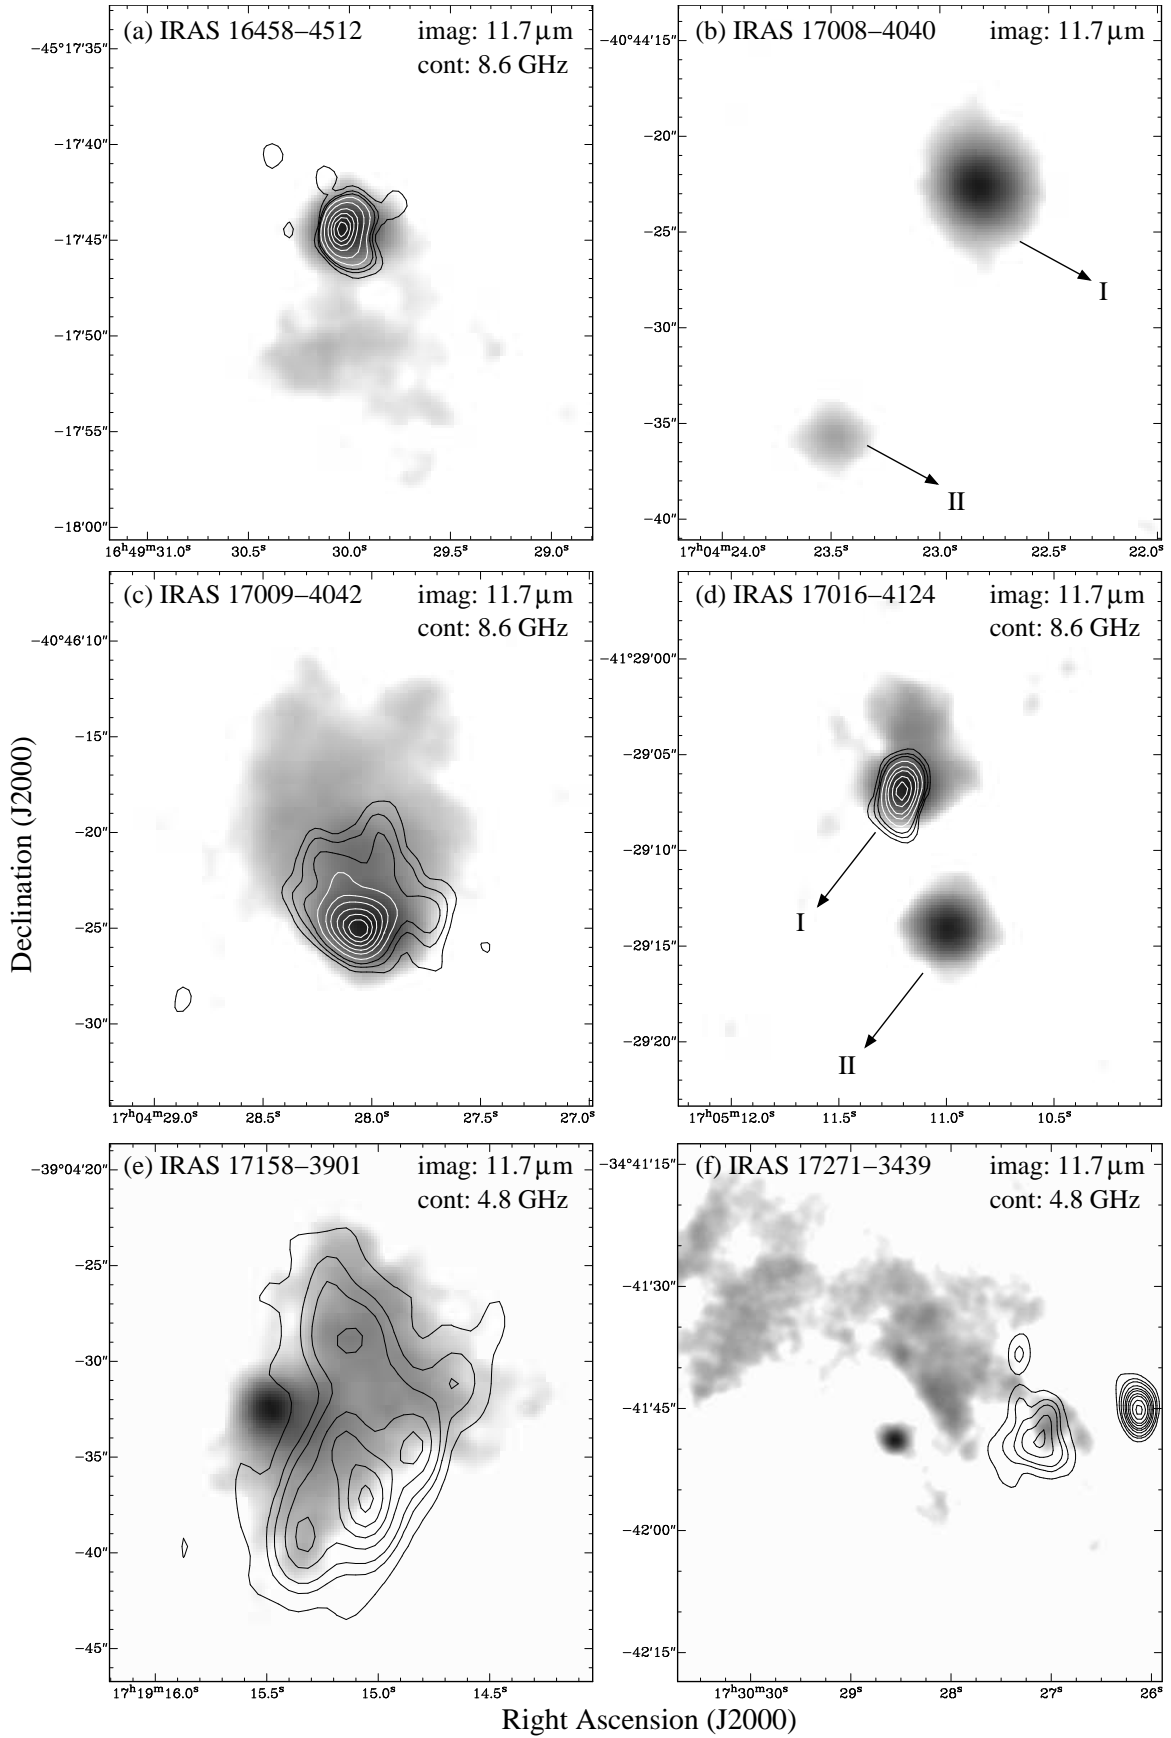 (a) IRAS 16458−4512 imag: 11.7 μm
cont: 8.6 GHz
−45°17′35″
−17′40″
−17′45″
−17′50″
−17′55″
−18′00″
16ʰ49ᵐ31.0ˢ 30.5ˢ 30.0ˢ 29.5ˢ 29.0ˢ
(b) IRAS 17008−4040 imag: 11.7 μm
−40°44′15″
−20″
−25″
−30″
−35″
−40″
I
II
17ʰ04ᵐ24.0ˢ 23.5ˢ 23.0ˢ 22.5ˢ 22.0ˢ
(c) IRAS 17009−4042 imag: 11.7 μm
cont: 8.6 GHz
−40°46′10″
−15″
−20″
−25″
−30″
17ʰ04ᵐ29.0ˢ 28.5ˢ 28.0ˢ 27.5ˢ 27.0ˢ
(d) IRAS 17016−4124 imag: 11.7 μm
cont: 8.6 GHz
−41°29′00″
−29′05″
−29′10″
−29′15″
−29′20″
I
II
17ʰ05ᵐ12.0ˢ 11.5ˢ 11.0ˢ 10.5ˢ
(e) IRAS 17158−3901 imag: 11.7 μm
cont: 4.8 GHz
−39°04′20″
−25″
−30″
−35″
−40″
−45″
17ʰ19ᵐ16.0ˢ 15.5ˢ 15.0ˢ 14.5ˢ
(f) IRAS 17271−3439 imag: 11.7 μm
cont: 4.8 GHz
−34°41′15″
−41′30″
−41′45″
−42′00″
−42′15″
17ʰ30ᵐ30ˢ 29ˢ 28ˢ 27ˢ 26ˢ
Declination (J2000)
Right Ascension (J2000)